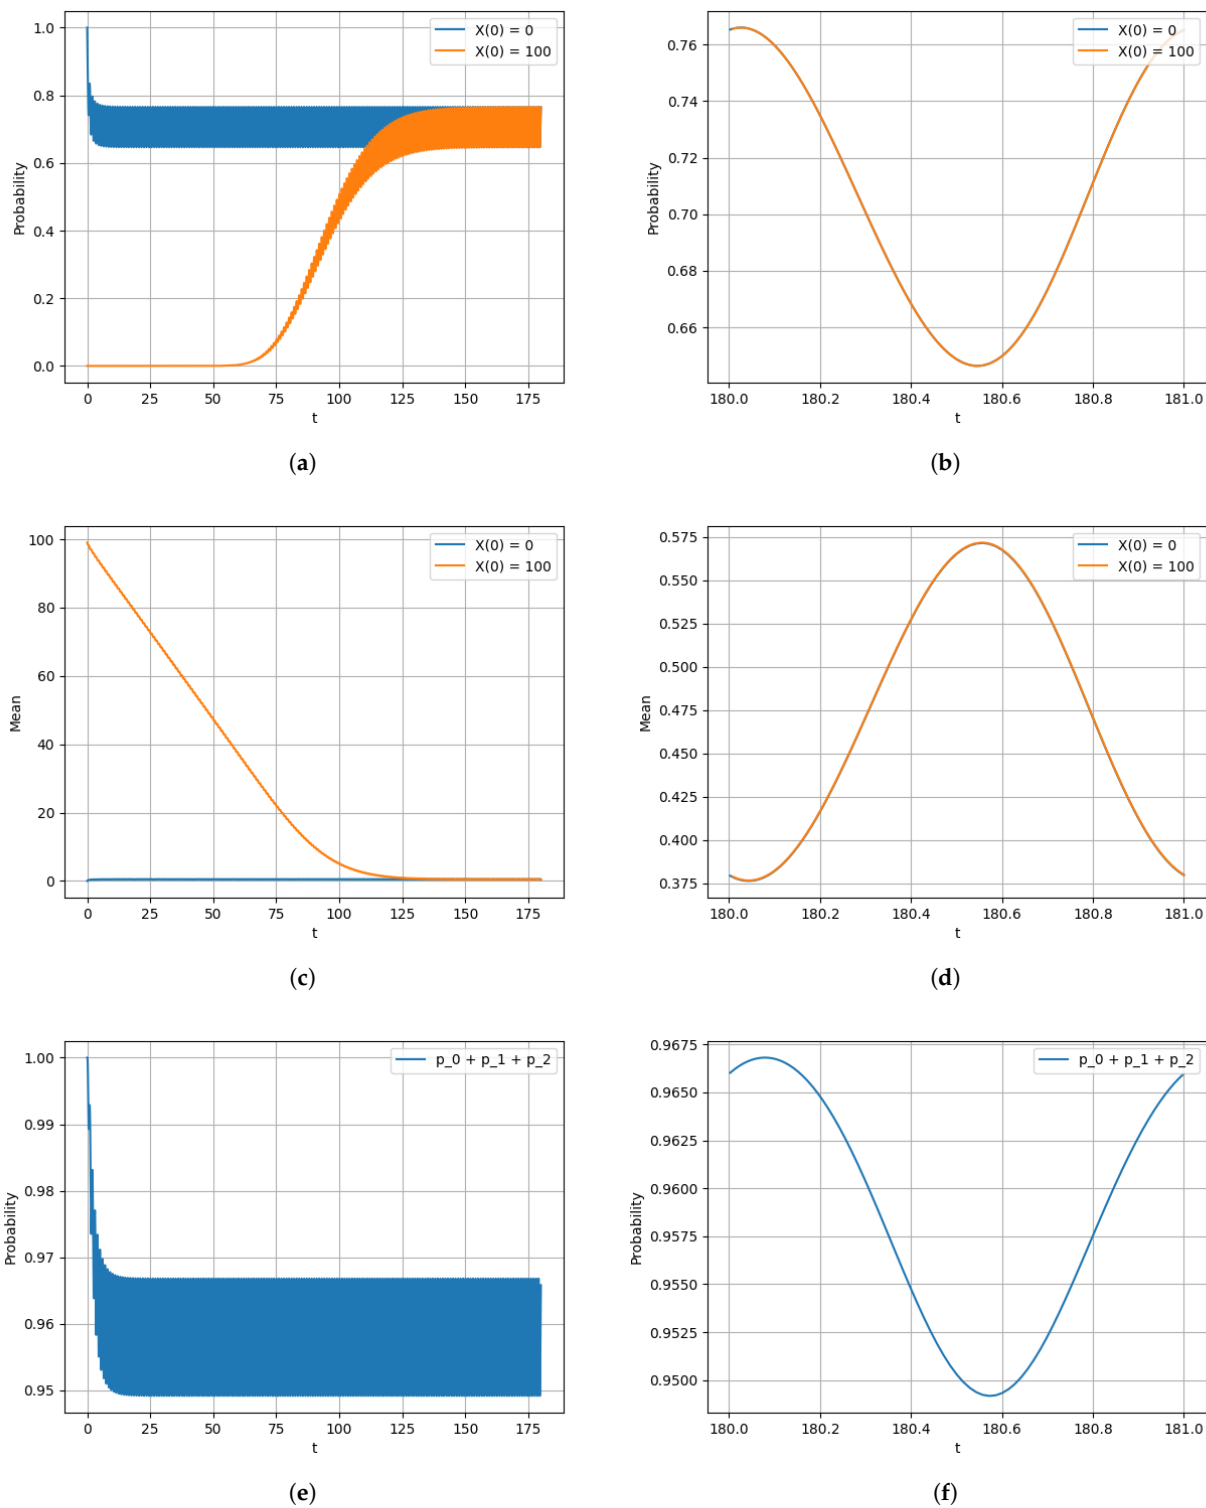 1.0
0.8
0.6
0.4
0.2
0.0
Probability
0 25 50 75 100 125 150 175
t
X(0) = 0
X(0) = 100
(a)
0.76
0.74
0.72
0.70
0.68
0.66
Probability
180.0 180.2 180.4 180.6 180.8 181.0
t
X(0) = 0
X(0) = 100
(b)
100
80
60
40
20
0
Mean
0 25 50 75 100 125 150 175
t
X(0) = 0
X(0) = 100
(c)
0.575
0.550
0.525
0.500
0.475
0.450
0.425
0.400
0.375
Mean
180.0 180.2 180.4 180.6 180.8 181.0
t
X(0) = 0
X(0) = 100
(d)
1.00
0.99
0.98
0.97
0.96
0.95
Probability
0 25 50 75 100 125 150 175
t
p_0 + p_1 + p_2
(e)
0.9675
0.9650
0.9625
0.9600
0.9575
0.9550
0.9525
0.9500
Probability
180.0 180.2 180.4 180.6 180.8 181.0
t
p_0 + p_1 + p_2
(f)